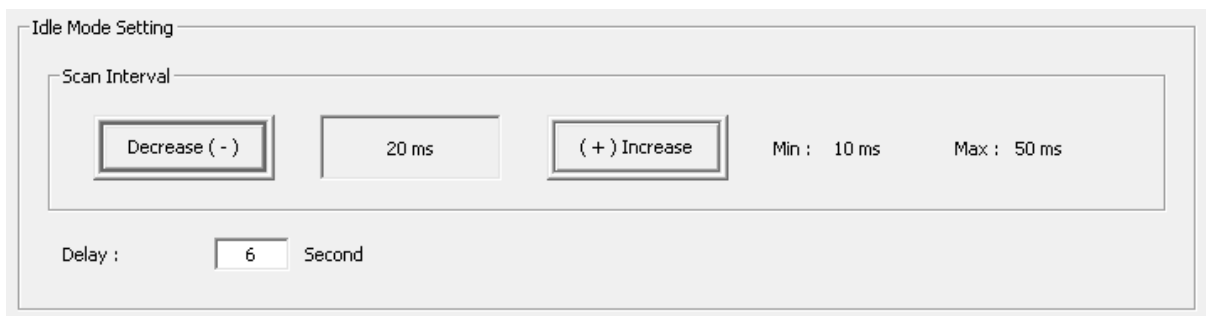 Idle Mode Setting
Scan Interval
Decrease ( - ) 20 ms ( + ) Increase Min : 10 ms Max : 50 ms
Delay : 6 Second